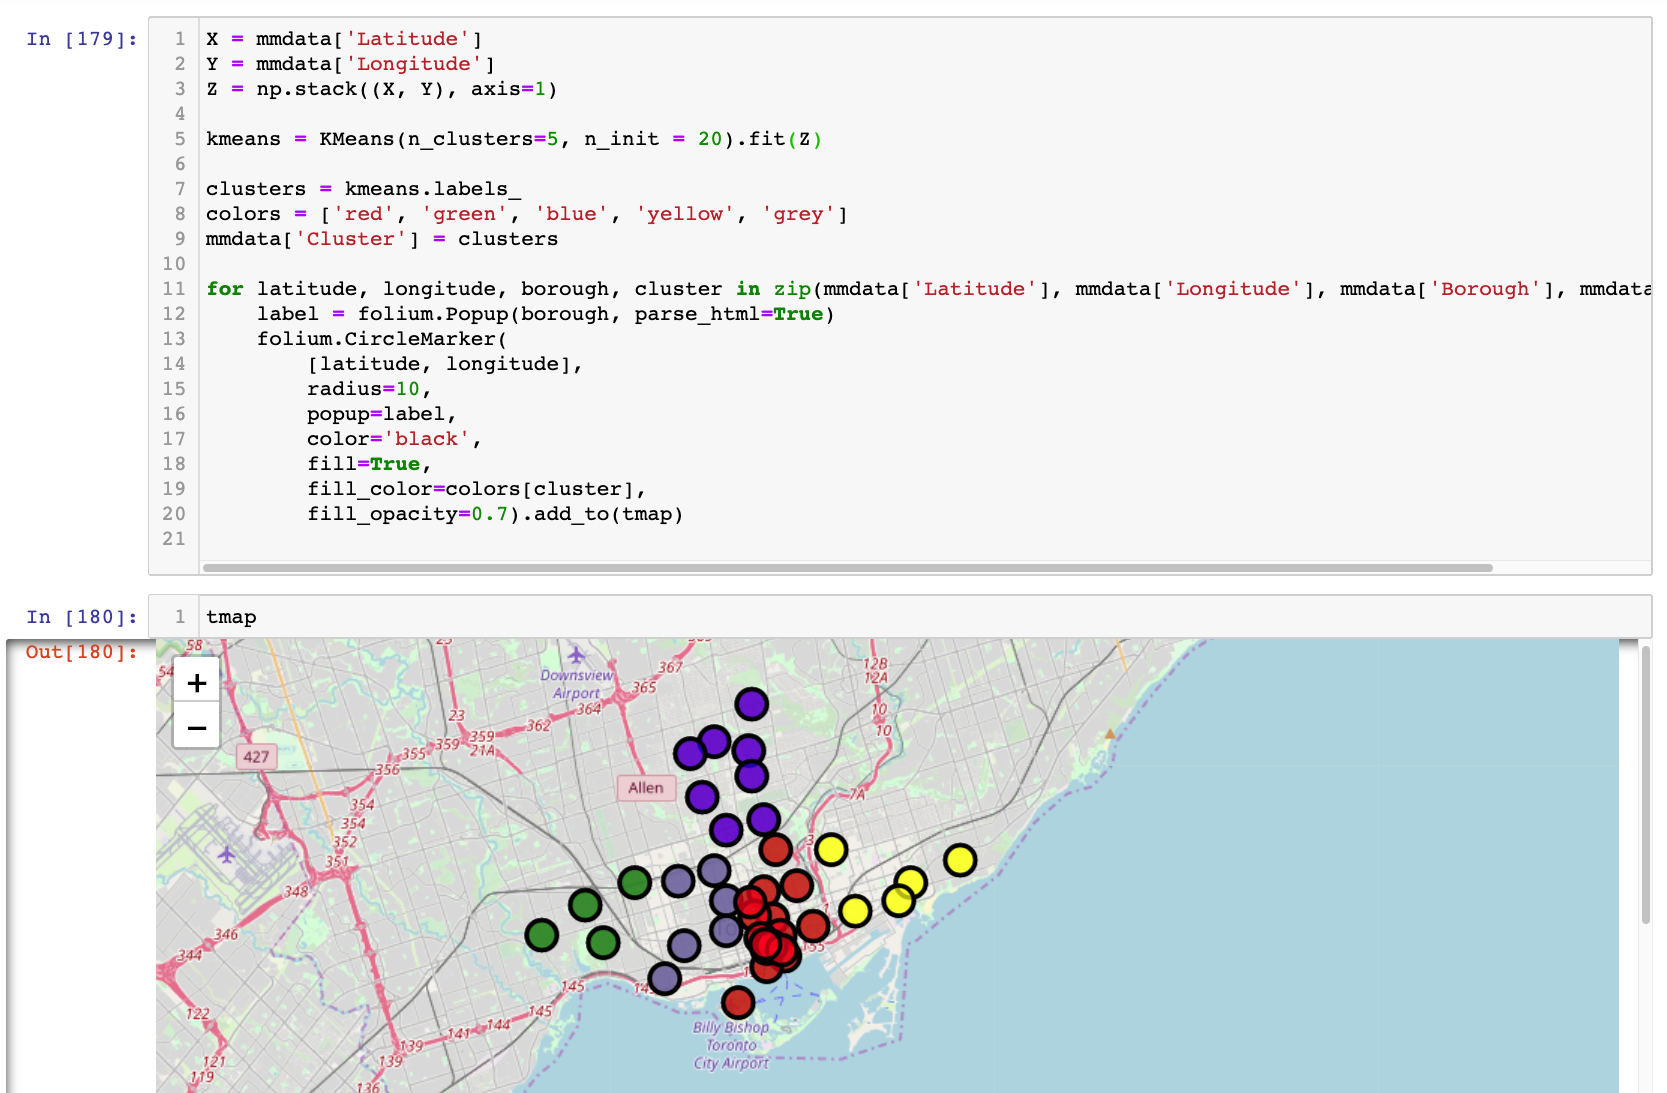 In [179]:
1 X = mmdata['Latitude']
2 Y = mmdata['Longitude']
3 Z = np.stack((X, Y), axis=1)
4
5 kmeans = KMeans(n_clusters=5, n_init = 20).fit(Z)
6
7 clusters = kmeans.labels_
8 colors = ['red', 'green', 'blue', 'yellow', 'grey']
9 mmdata['Cluster'] = clusters
10
11 for latitude, longitude, borough, cluster in zip(mmdata['Latitude'], mmdata['Longitude'], mmdata['Borough'], mmdata
12 label = folium.Popup(borough, parse_html=True)
13 folium.CircleMarker(
14 [latitude, longitude],
15 radius=10,
16 popup=label,
17 color='black',
18 fill=True,
19 fill_color=colors[cluster],
20 fill_opacity=0.7).add_to(tmap)
21
In [180]:
1 tmap
Out[180]:
58
+
−
Downsview
Airport
367
365
364
12B
12A
10
10
23
362
359
359
21A
355
356
427
Allen
7A
354
354
352
351
348
3
346
344
155
145
145
144
141
139
139
136
122
121
119
Billy Bishop
Toronto
City Airport